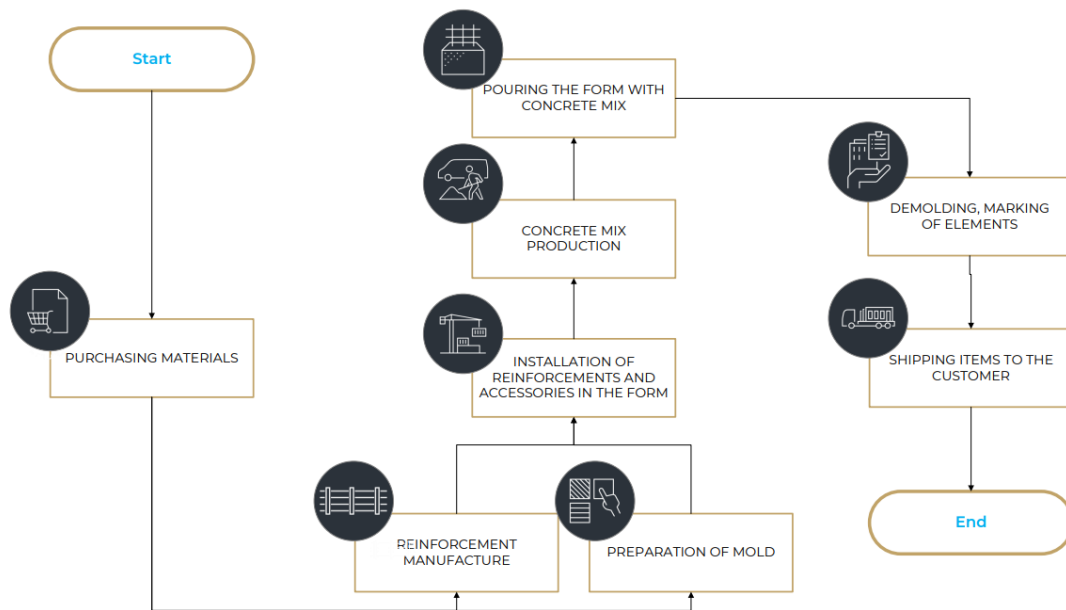 Start
PURCHASING MATERIALS
REINFORCEMENT
MANUFACTURE
PREPARATION OF MOLD
INSTALLATION OF
REINFORCEMENTS AND
ACCESSORIES IN THE FORM
CONCRETE MIX
PRODUCTION
POURING THE FORM WITH
CONCRETE MIX
DEMOLDING, MARKING
OF ELEMENTS
SHIPPING ITEMS TO THE
CUSTOMER
End